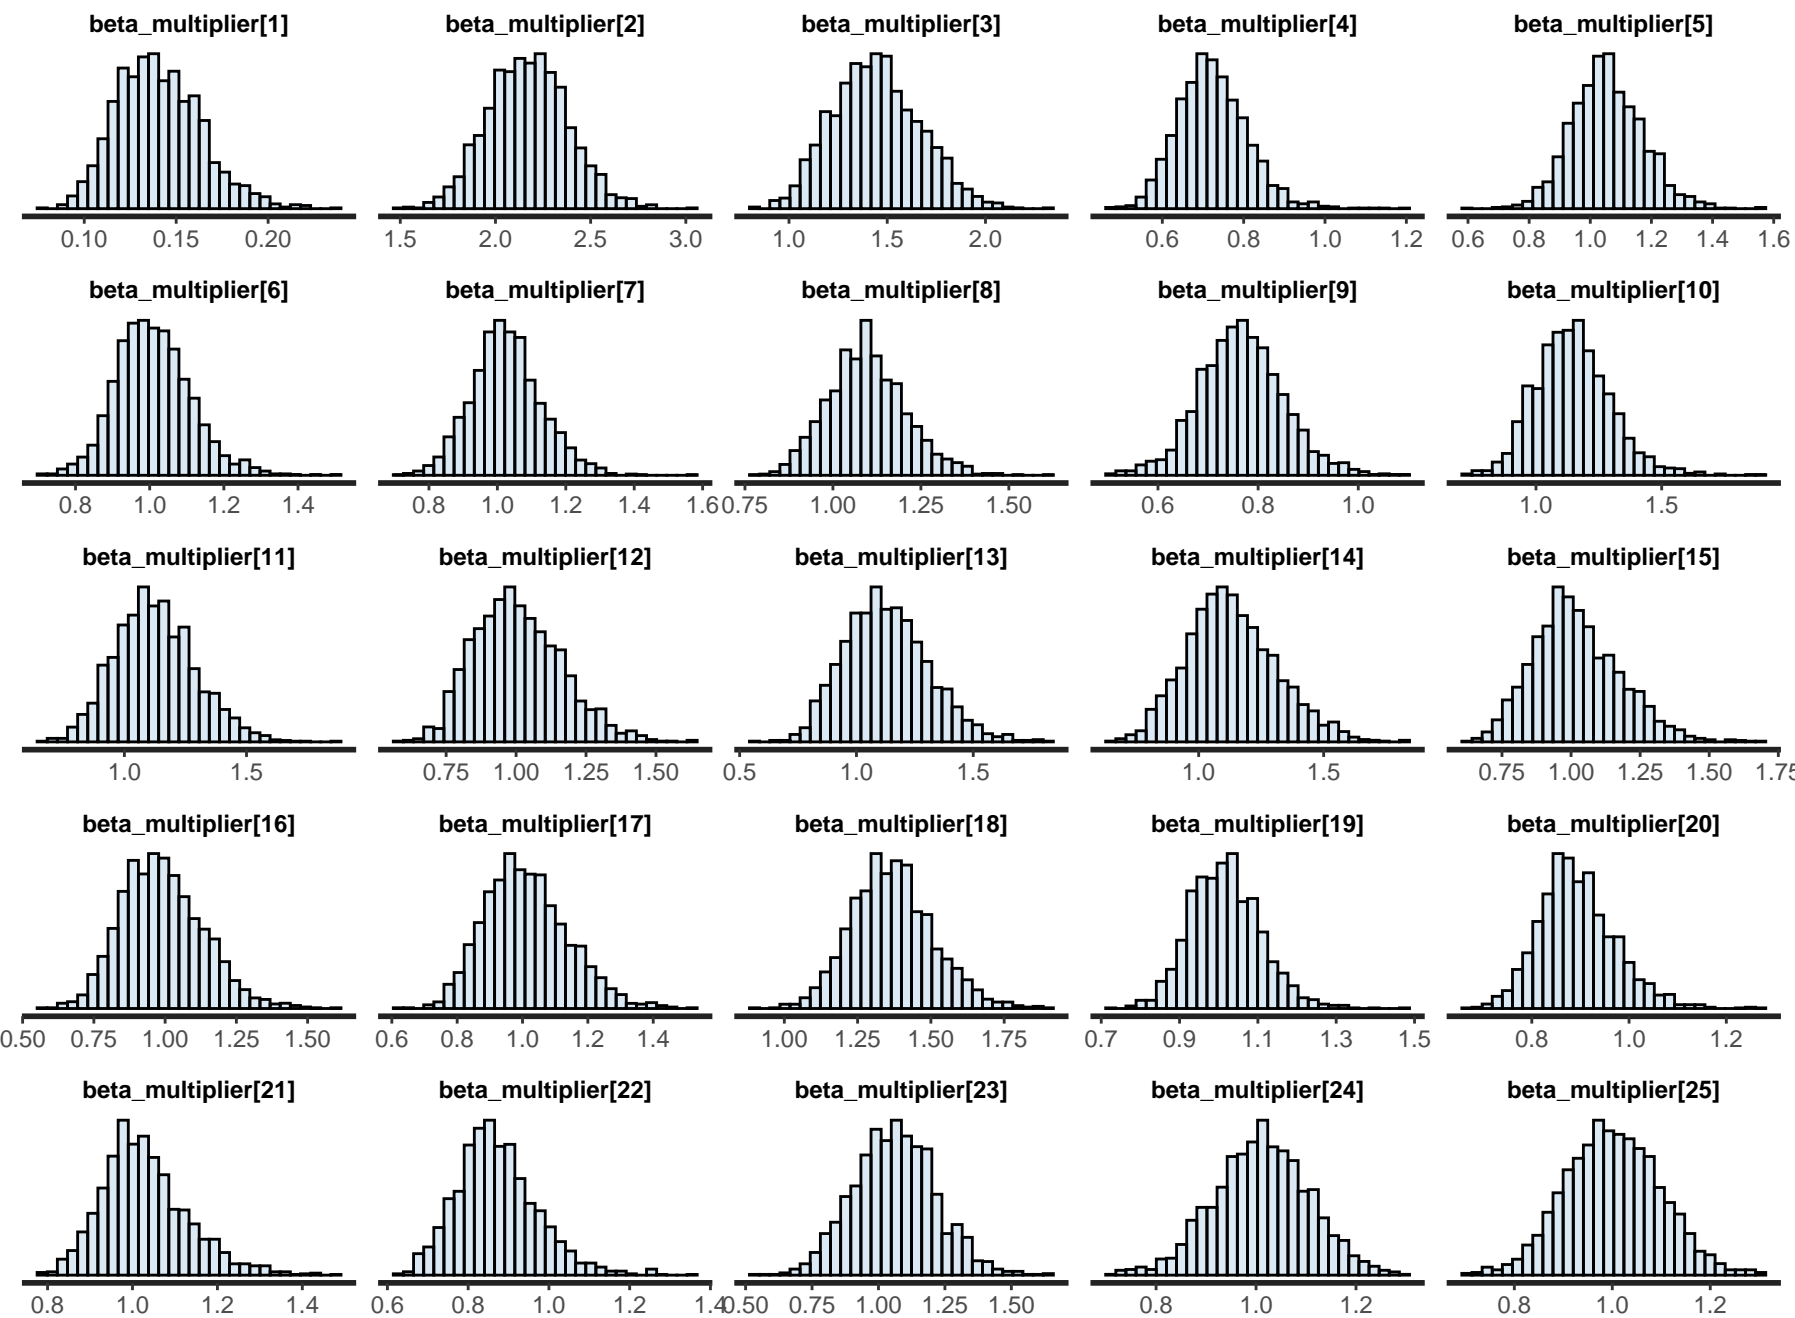 beta_multiplier[1] beta_multiplier[2] beta_multiplier[3] beta_multiplier[4] beta_multiplier[5]
0.10 0.15 0.20 1.5 2.0 2.5 3.0 1.0 1.5 2.0 0.6 0.8 1.0 1.2 0.6 0.8 1.0 1.2 1.4 1.6
beta_multiplier[6] beta_multiplier[7] beta_multiplier[8] beta_multiplier[9] beta_multiplier[10]
0.8 1.0 1.2 1.4 0.8 1.0 1.2 1.4 1.6 0.75 1.00 1.25 1.50 0.6 0.8 1.0 1.0 1.5
beta_multiplier[11] beta_multiplier[12] beta_multiplier[13] beta_multiplier[14] beta_multiplier[15]
1.0 1.5 0.75 1.00 1.25 1.50 0.5 1.0 1.5 1.0 1.5 0.75 1.00 1.25 1.50 1.75
beta_multiplier[16] beta_multiplier[17] beta_multiplier[18] beta_multiplier[19] beta_multiplier[20]
0.50 0.75 1.00 1.25 1.50 0.6 0.8 1.0 1.2 1.4 1.00 1.25 1.50 1.75 0.7 0.9 1.1 1.3 1.5 0.8 1.0 1.2
beta_multiplier[21] beta_multiplier[22] beta_multiplier[23] beta_multiplier[24] beta_multiplier[25]
0.8 1.0 1.2 1.4 0.6 0.8 1.0 1.2 1.4 0.50 0.75 1.00 1.25 1.50 0.8 1.0 1.2 0.8 1.0 1.2